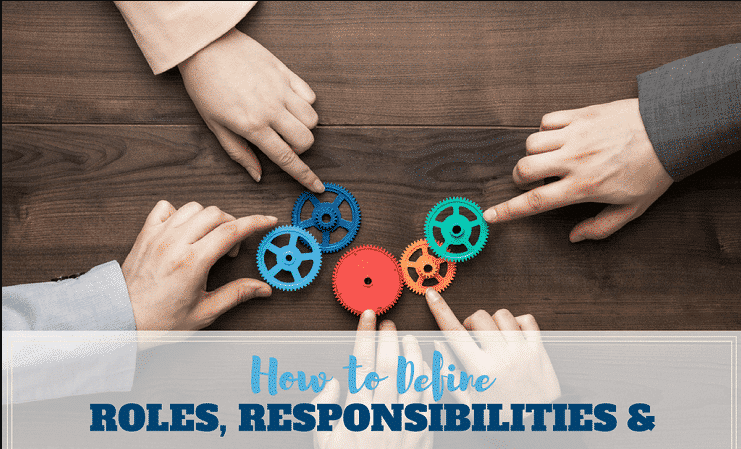 How to Define
ROLES, RESPONSIBILITIES &